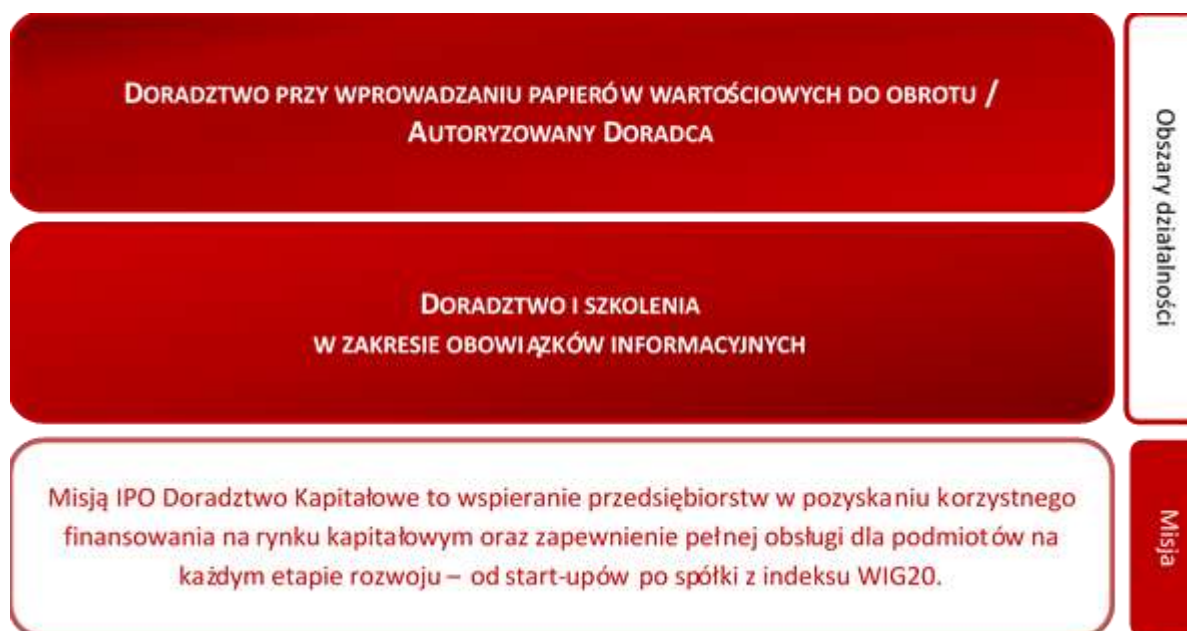 DORADZTWO PRZY WPROWADZANIU PAPIERÓW WARTOŚCIOWYCH DO OBROTU /
AUTORYZOWANY DORADCA
DORADZTWO I SZKOLENIA
W ZAKRESIE OBOWIĄZKÓW INFORMACYJNYCH
Obszary działalności
Misją IPO Doradztwo Kapitałowe to wspieranie przedsiębiorstw w pozyskaniu korzystnego
finansowania na rynku kapitałowym oraz zapewnienie pełnej obsługi dla podmiotów na
każdym etapie rozwoju – od start-upów po spółki z indeksu WIG20.
Misja